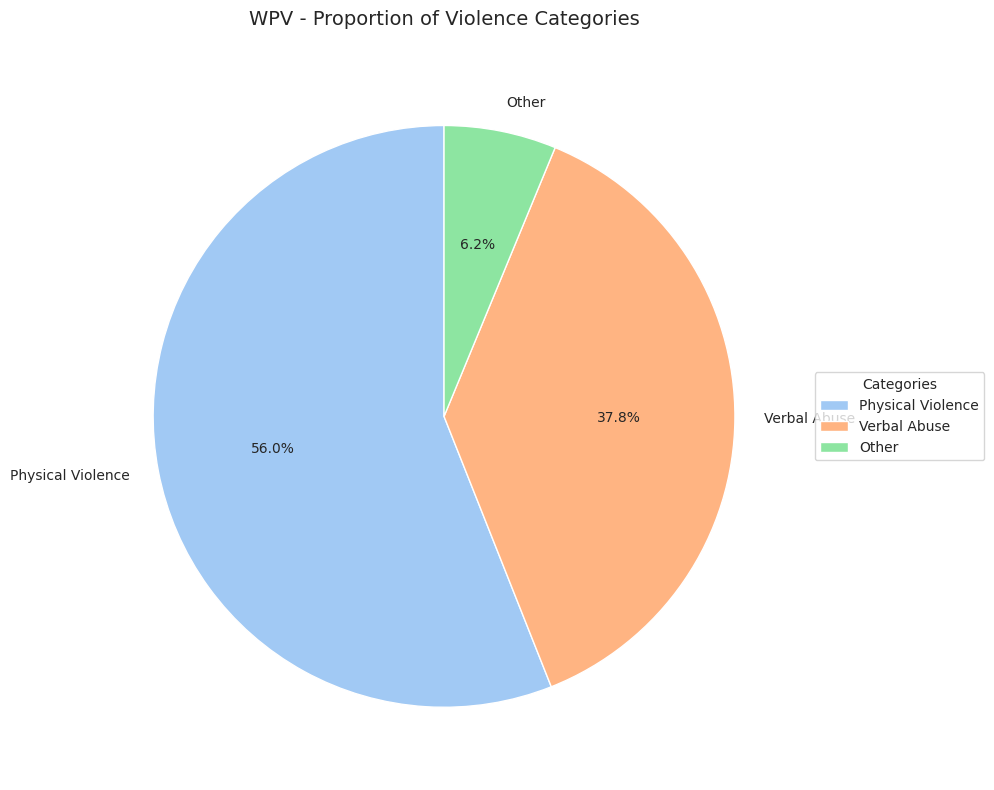 WPV - Proportion of Violence Categories
Other
6.2%
37.8%
Verbal Abuse
56.0%
Physical Violence
Categories
Physical Violence
Verbal Abuse
Other